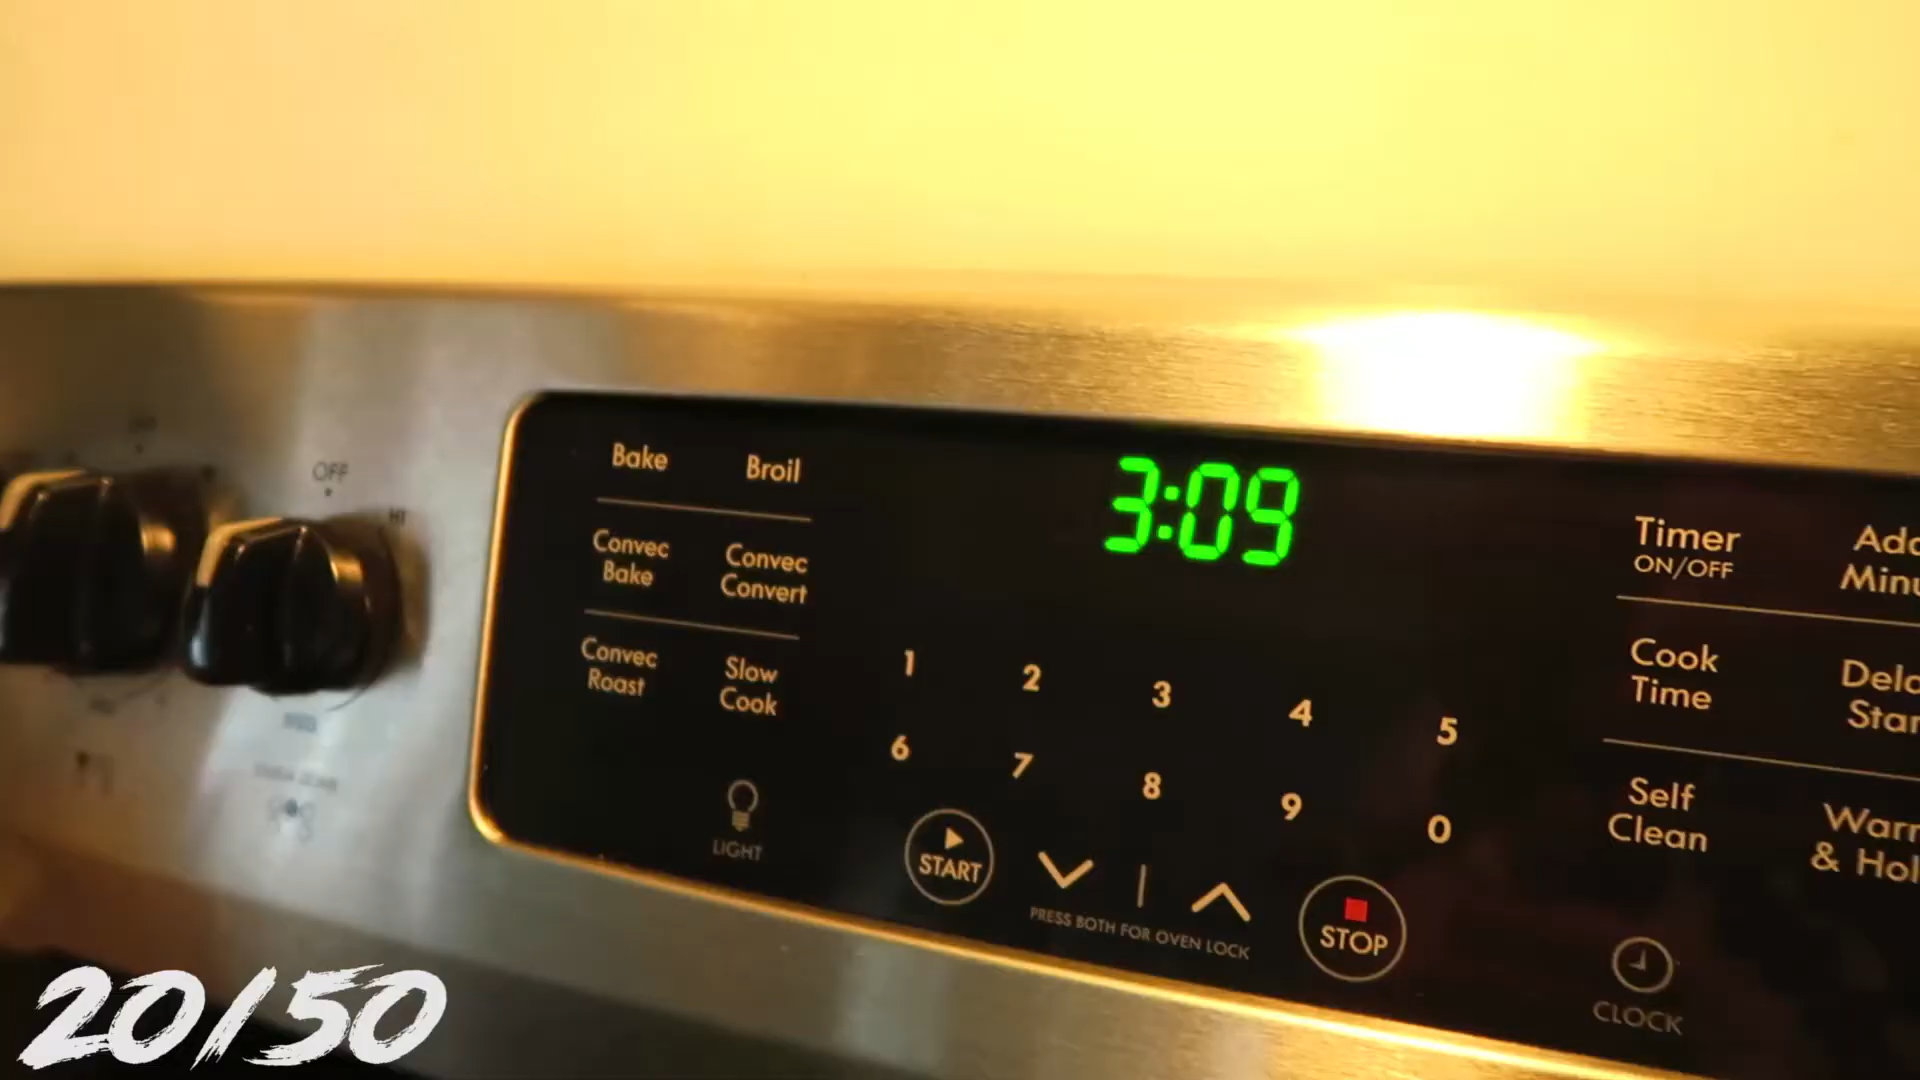 OFF
HI
Bake
Broil
Convec
Bake
Convec
Convert
Convec
Roast
Slow
Cook
LIGHT
3:09
1 2 3 4 5
6 7 8 9 0
START
PRESS BOTH FOR OVEN LOCK
STOP
Timer
ON/OFF
Cook
Time
Self
Clean
& 
CLOCK
20/50